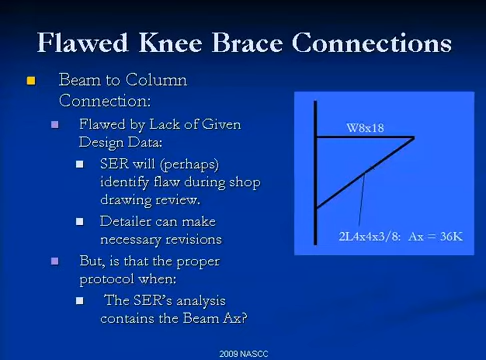 Flawed Knee Brace Connections
Beam to Column
Connection:
Flawed by Lack of Given
Design Data:
SER will (perhaps)
identify flaw during shop
drawing review.
Detailer can make
necessary revisions
But, is that the proper
protocol when:
The SER's analysis
contains the Beam Ax?
W8x18
2L4x4x3/8: Ax = 36K
2009 NASCC